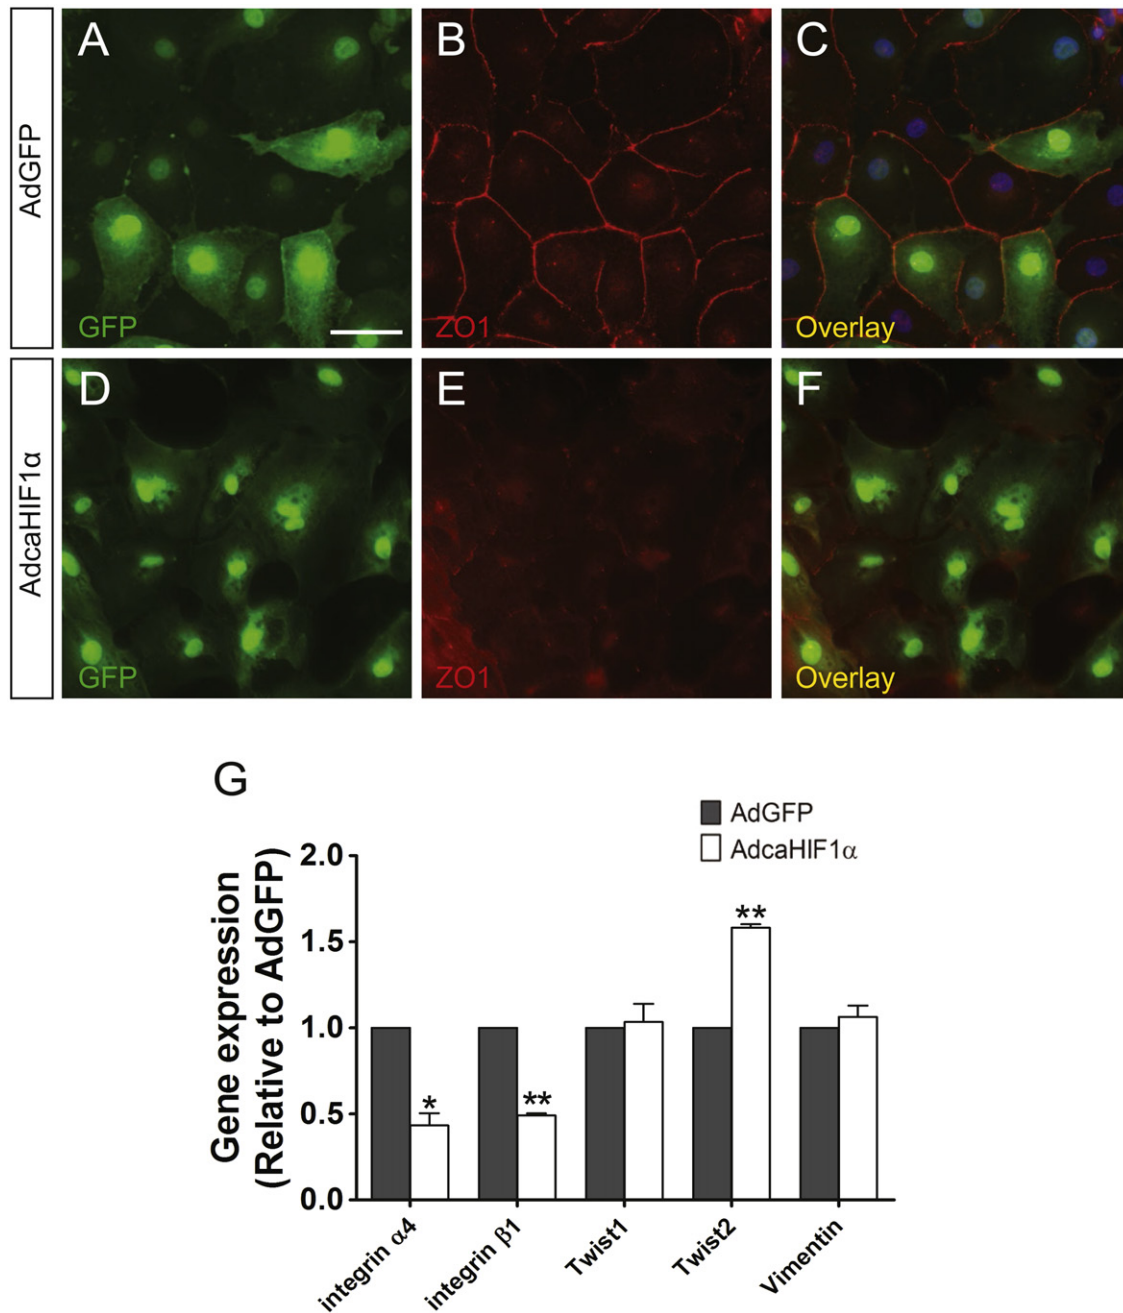 A
B
C
AdGFP
GFP
ZO1
Overlay
D
E
F
AdcaHIF1α
GFP
ZO1
Overlay
G
AdGFP
AdcaHIF1α
Gene expression
(Relative to AdGFP)
2.0
1.5
1.0
0.5
0.0
*
**
**
integrin α4
integrin β1
Twist1
Twist2
Vimentin